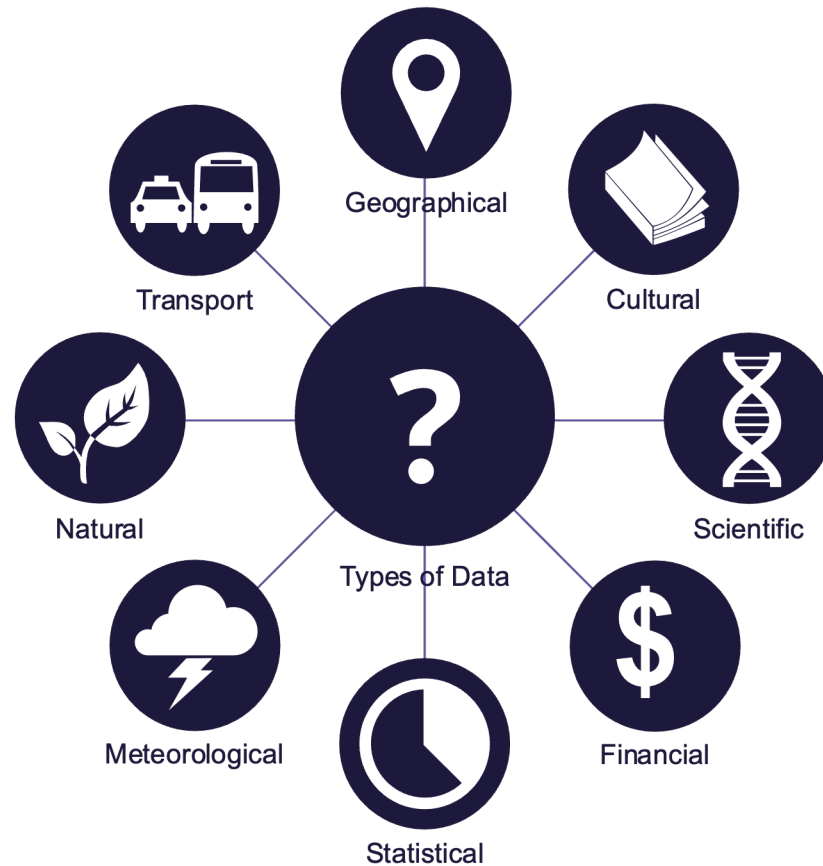 Geographical
Transport
Cultural
?
Natural
Scientific
Types of Data
$
Meteorological
Financial
Statistical